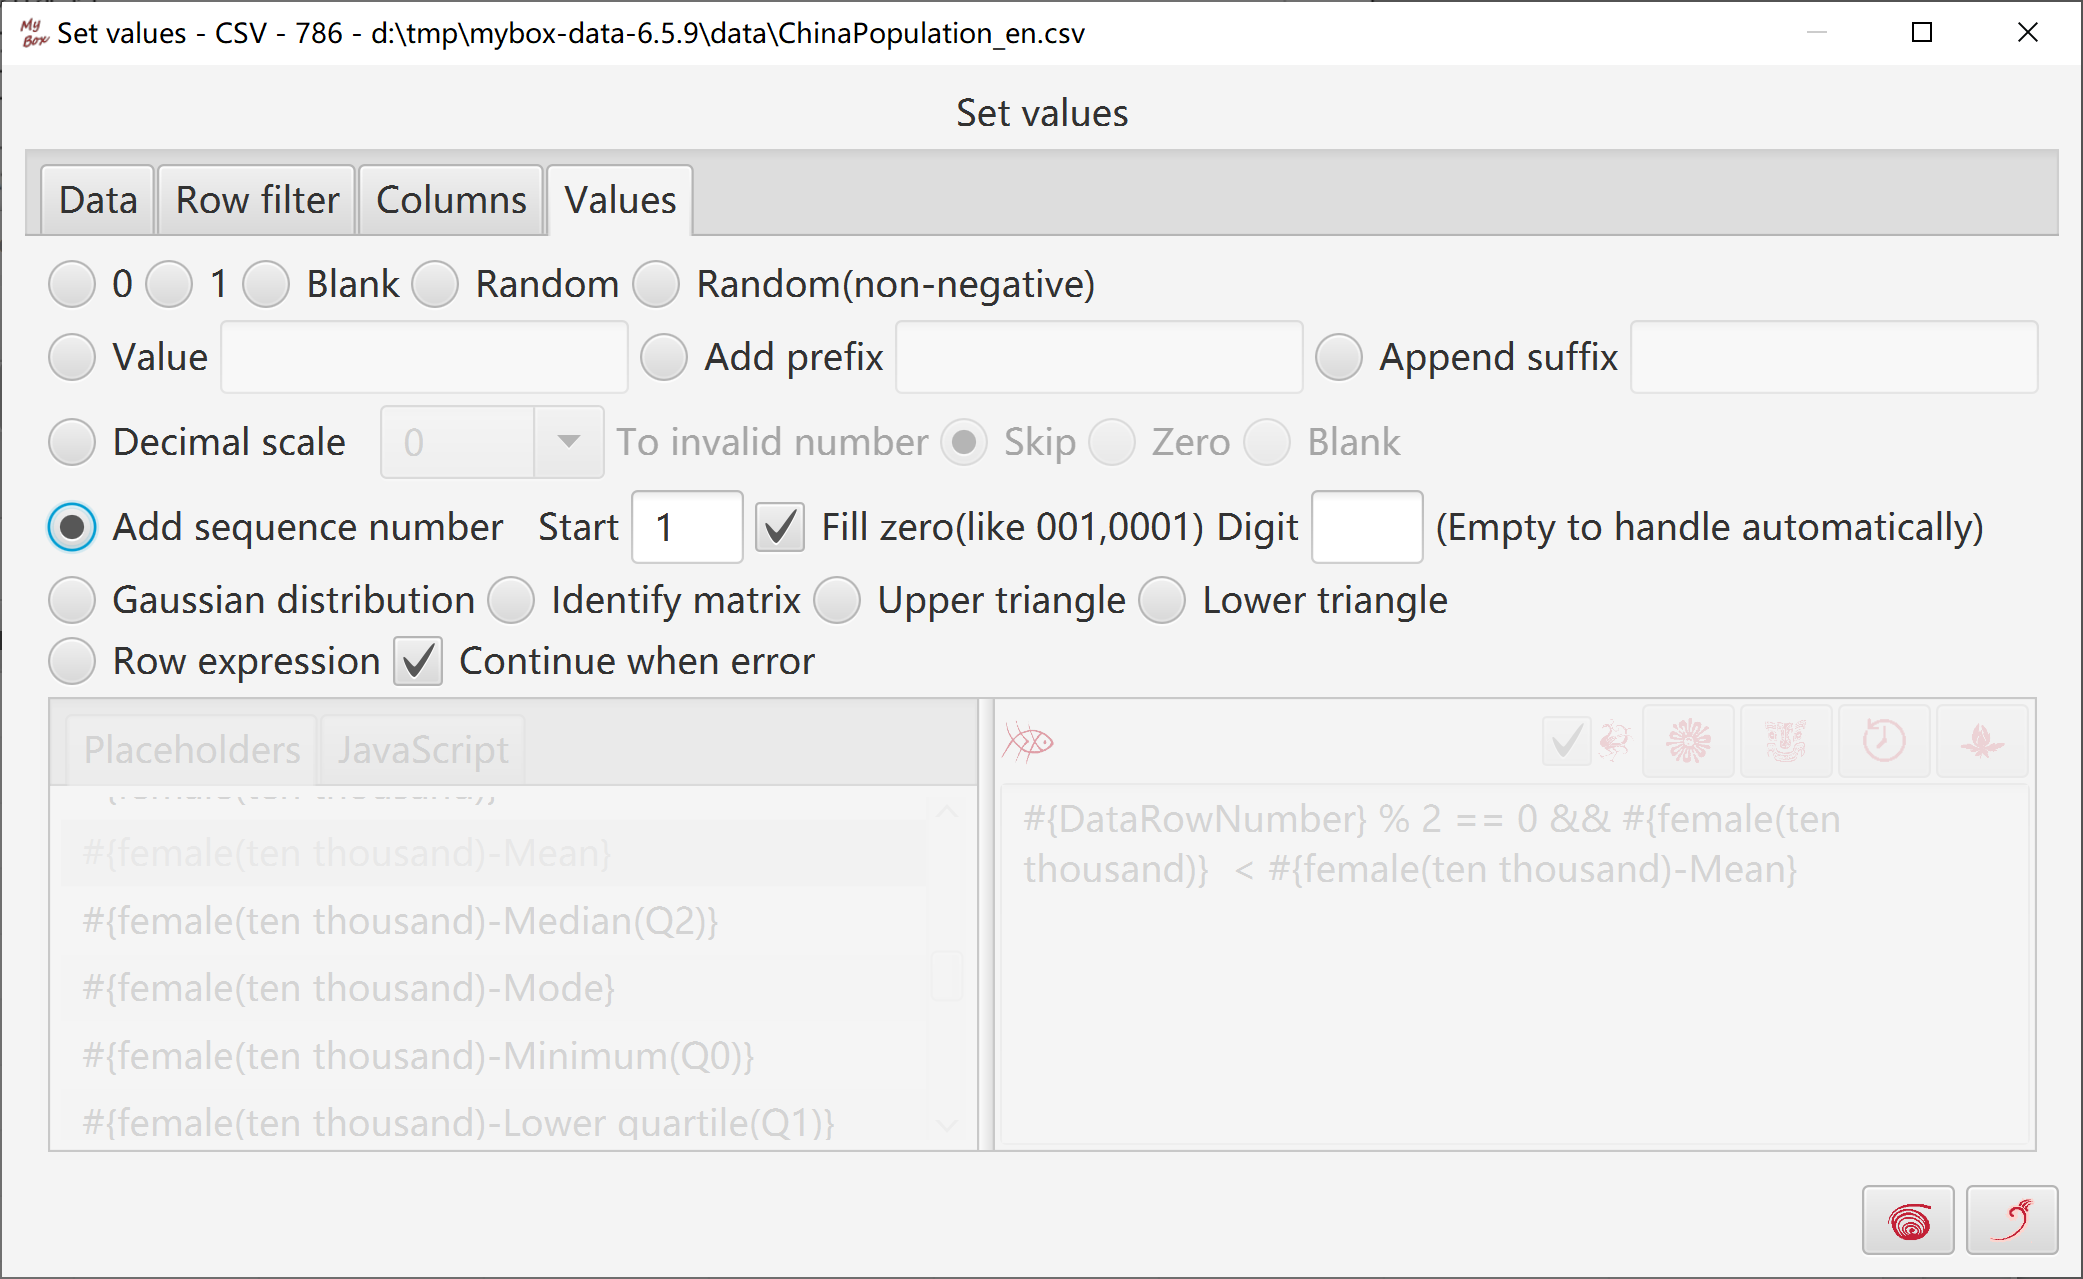 My Box Set values - CSV - 786 - d:\tmp\mybox-data-6.5.9\data\ChinaPopulation_en.csv
Set values
Data Row filter Columns Values
0 1 Blank Random Random(non-negative)
Value Add prefix Append suffix
Decimal scale 0 To invalid number Skip Zero Blank
Add sequence number Start 1 Fill zero(like 001,0001) Digit (Empty to handle automatically)
Gaussian distribution Identify matrix Upper triangle Lower triangle
Row expression Continue when error
Placeholders JavaScript
#{female(ten thousand)}
#{female(ten thousand)-Mean}
#{female(ten thousand)-Median(Q2)}
#{female(ten thousand)-Mode}
#{female(ten thousand)-Minimum(Q0)}
#{female(ten thousand)-Lower quartile(Q1)}
#{DataRowNumber} % 2 == 0 && #{female(ten
thousand)}  < #{female(ten thousand)-Mean}